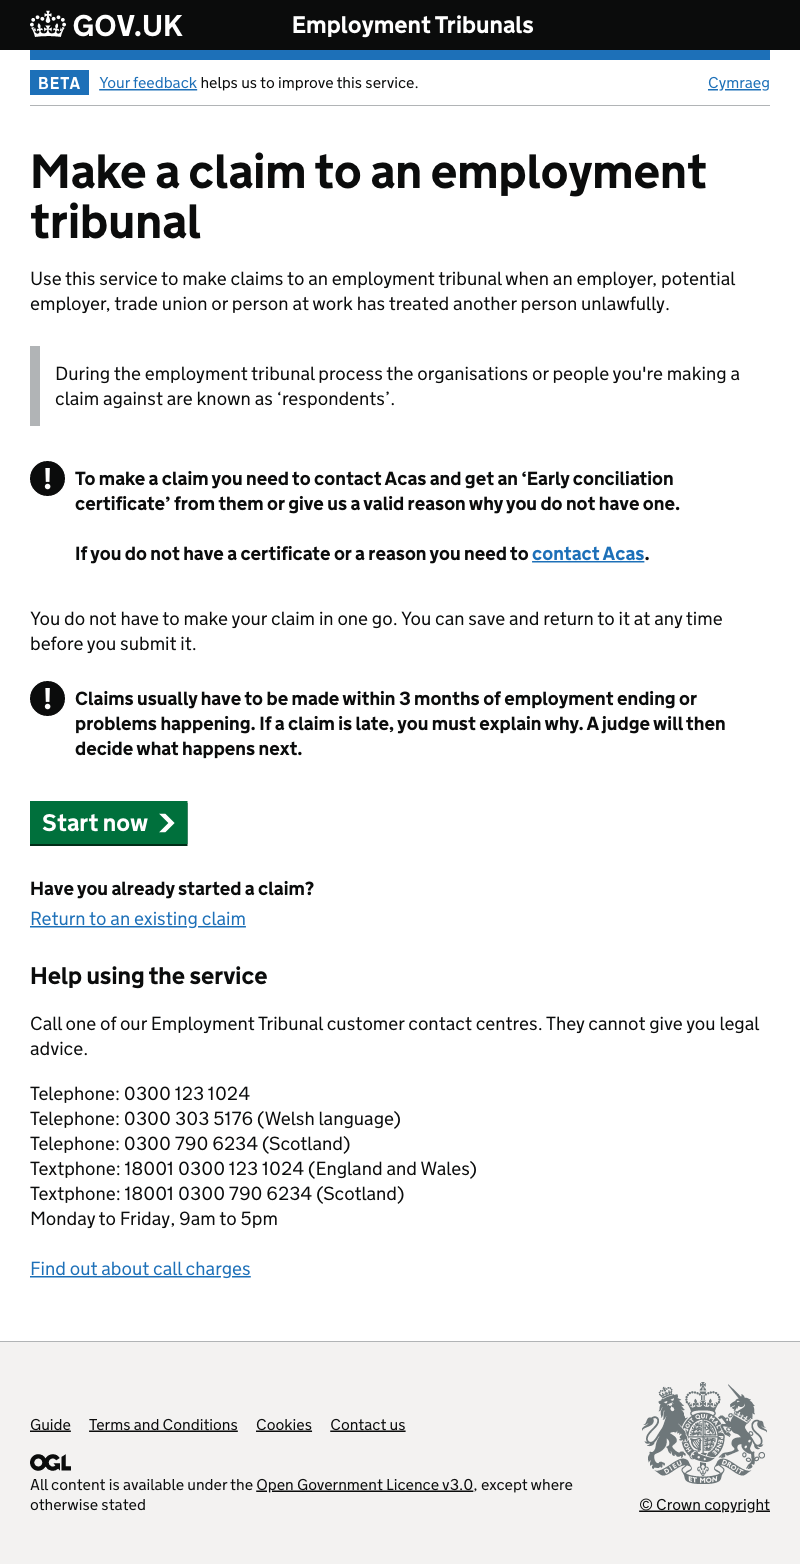 GOV.UK Employment Tribunals
BETA Your feedback helps us to improve this service. Cymraeg
Make a claim to an employment
tribunal
Use this service to make claims to an employment tribunal when an employer, potential
employer, trade union or person at work has treated another person unlawfully.
During the employment tribunal process the organisations or people you're making a
claim against are known as ‘respondents’.
! To make a claim you need to contact Acas and get an ‘Early conciliation
certificate’ from them or give us a valid reason why you do not have one.
If you do not have a certificate or a reason you need to contact Acas.
You do not have to make your claim in one go. You can save and return to it at any time
before you submit it.
! Claims usually have to be made within 3 months of employment ending or
problems happening. If a claim is late, you must explain why. A judge will then
decide what happens next.
Start now
Have you already started a claim?
Return to an existing claim
Help using the service
Call one of our Employment Tribunal customer contact centres. They cannot give you legal
advice.
Telephone: 0300 123 1024
Telephone: 0300 303 5176 (Welsh language)
Telephone: 0300 790 6234 (Scotland)
Textphone: 18001 0300 123 1024 (England and Wales)
Textphone: 18001 0300 790 6234 (Scotland)
Monday to Friday, 9am to 5pm
Find out about call charges
Guide Terms and Conditions Cookies Contact us
OGL
All content is available under the Open Government Licence v3.0, except where
otherwise stated
DIEU ET MON DROIT
© Crown copyright